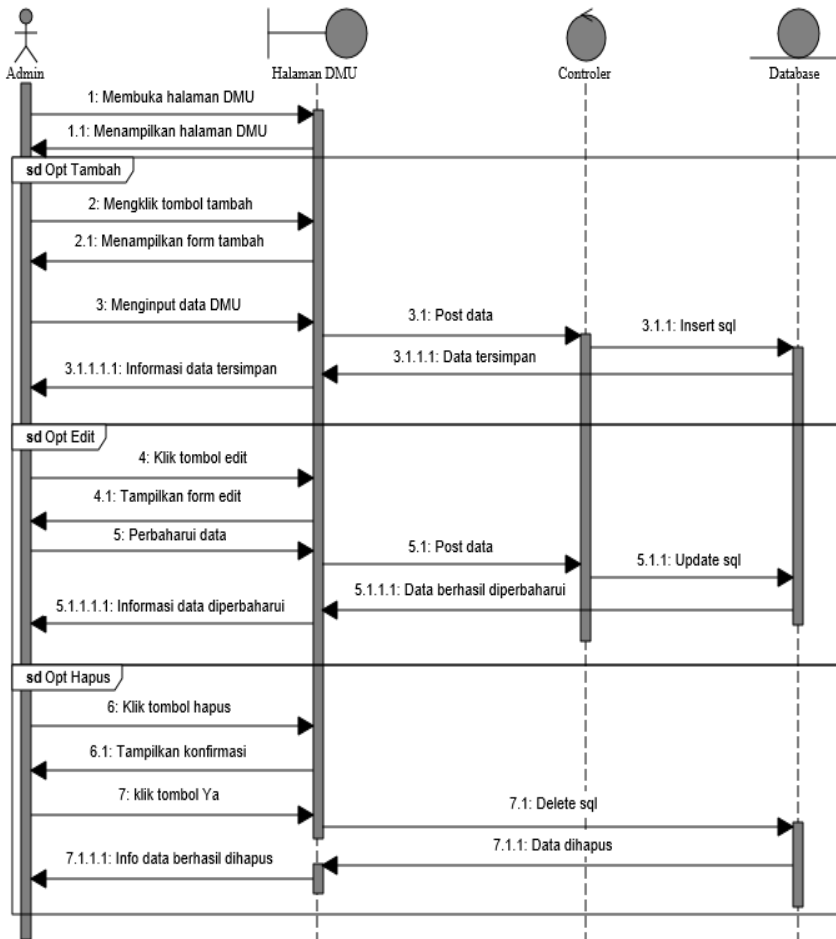 Admin
Halaman DMU
Controler
Database
1: Membuka halaman DMU
1.1: Menampilkan halaman DMU
sd Opt Tambah
2: Mengklik tombol tambah
2.1: Menampilkan form tambah
3: Menginput data DMU
3.1: Post data
3.1.1: Insert sql
3.1.1.1: Data tersimpan
3.1.1.1.1: Informasi data tersimpan
sd Opt Edit
4: Klik tombol edit
4.1: Tampilkan form edit
5: Perbaharui data
5.1: Post data
5.1.1: Update sql
5.1.1.1: Data berhasil diperbaharui
5.1.1.1.1: Informasi data diperbaharui
sd Opt Hapus
6: Klik tombol hapus
6.1: Tampilkan konfirmasi
7: klik tombol Ya
7.1: Delete sql
7.1.1: Data dihapus
7.1.1.1: Info data berhasil dihapus